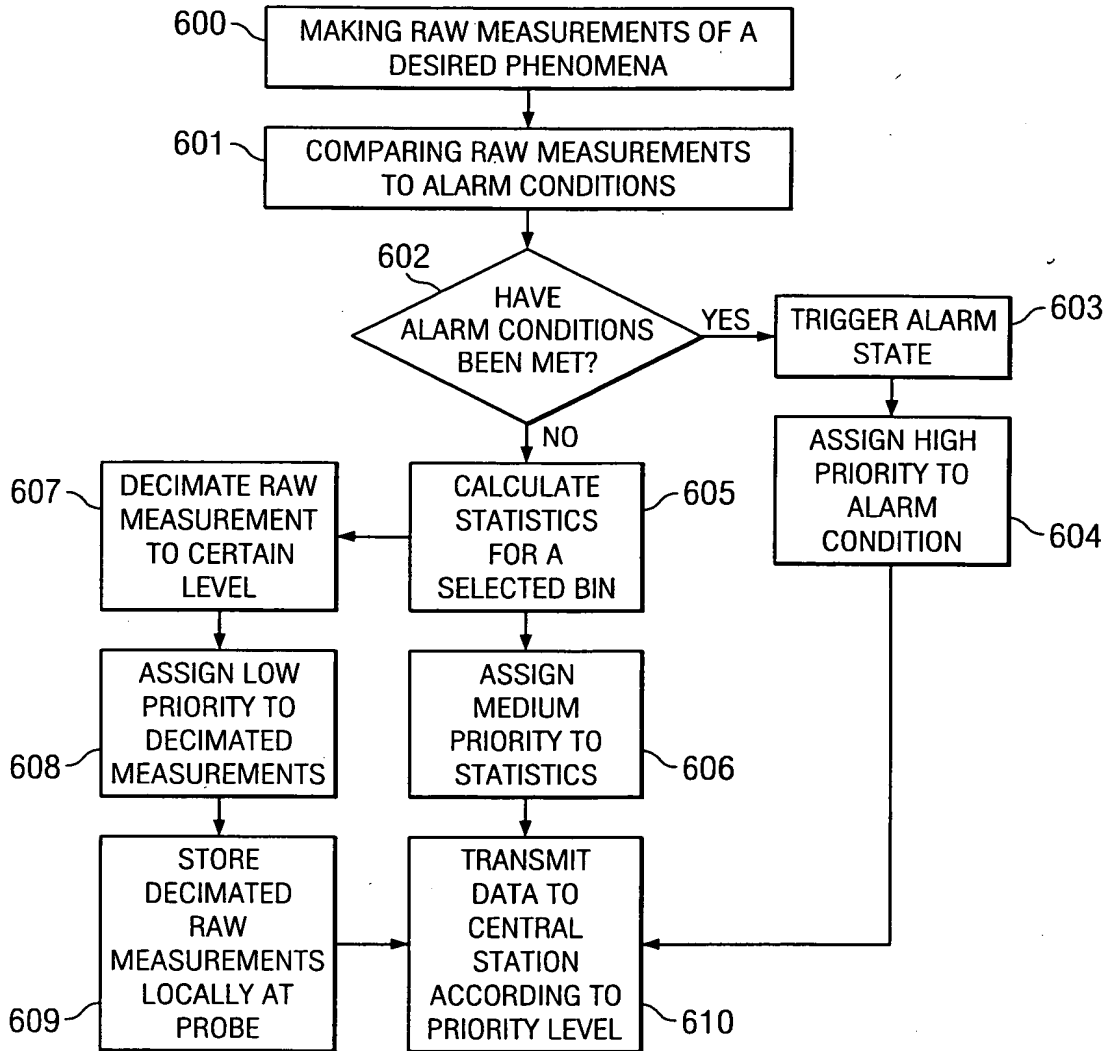 600
MAKING RAW MEASUREMENTS OF A
DESIRED PHENOMENA
601
COMPARING RAW MEASUREMENTS
TO ALARM CONDITIONS
602
HAVE
ALARM CONDITIONS
BEEN MET?
YES
TRIGGER ALARM
STATE
603
ASSIGN HIGH
PRIORITY TO
ALARM
CONDITION
604
NO
607
DECIMATE RAW
MEASUREMENT
TO CERTAIN
LEVEL
CALCULATE
STATISTICS
FOR A
SELECTED BIN
605
ASSIGN LOW
PRIORITY TO
DECIMATED
MEASUREMENTS
608
ASSIGN
MEDIUM
PRIORITY TO
STATISTICS
606
STORE
DECIMATED
RAW
MEASUREMENTS
LOCALLY AT
PROBE
609
TRANSMIT
DATA TO
CENTRAL
STATION
ACCORDING TO
PRIORITY LEVEL
610